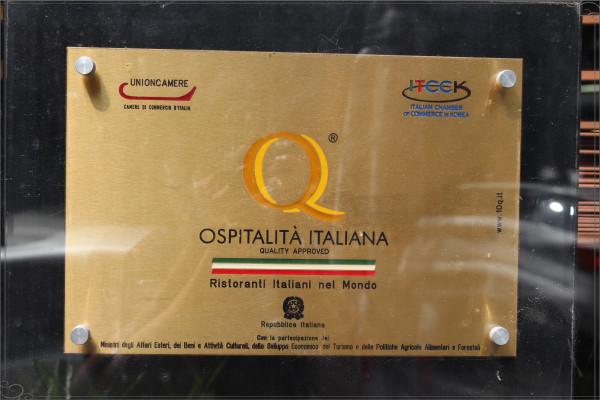 UNIONCAMERE
CAMERE DI COMMERCIO D'ITALIA
ITCCK
ITALIAN CHAMBER
OF COMMERCE IN KOREA
Q ®
OSPITALITÀ ITALIANA
QUALITY APPROVED
Ristoranti Italiani nel Mondo
Repubblica Italiana
Con la partecipazione dei
Ministri degli Affari Esteri, dei Beni e Attività Culturali, dello Sviluppo Economico, del Turismo e delle Politiche Agricole Alimentari e Forestali
www.10q.it